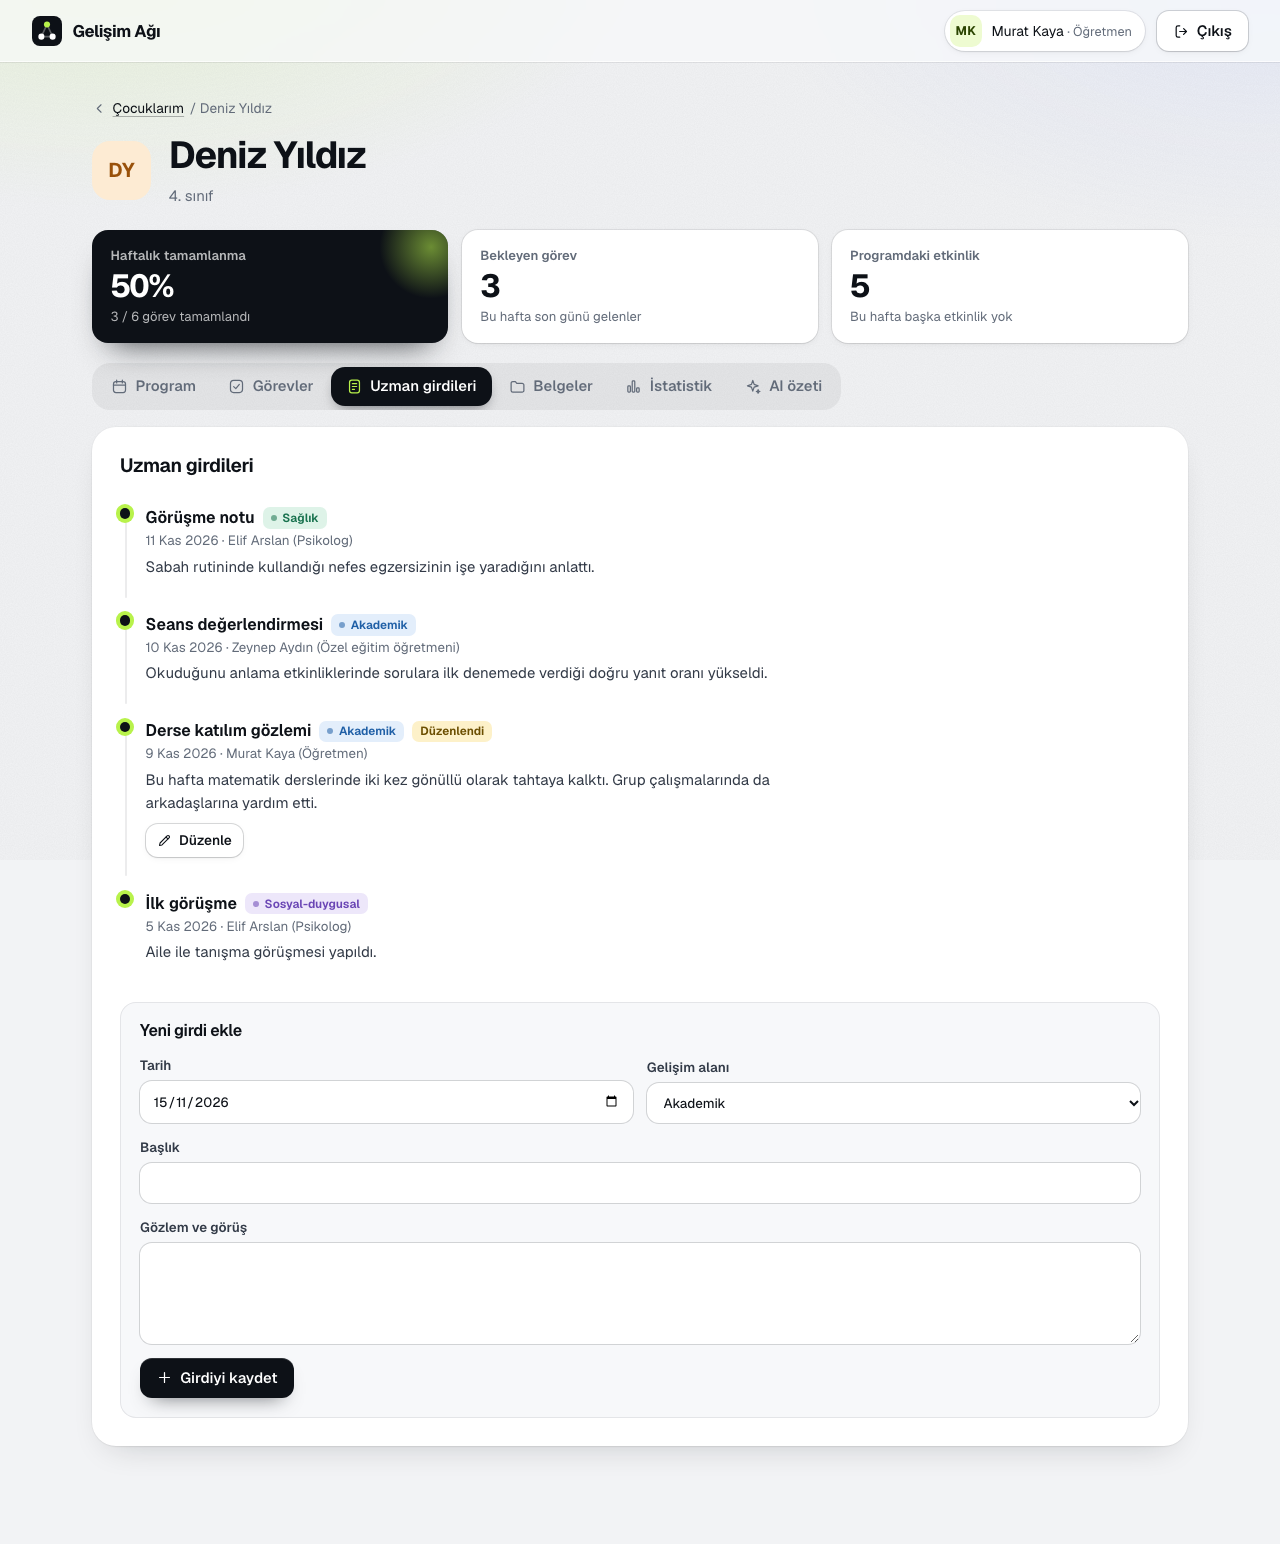 Gelişim Ağı
MK Murat Kaya · Öğretmen
Çıkış
Çocuklarım / Deniz Yıldız
DY
Deniz Yıldız
4. sınıf
Haftalık tamamlanma
50%
3 / 6 görev tamamlandı
Bekleyen görev
3
Bu hafta son günü gelenler
Programdaki etkinlik
5
Bu hafta başka etkinlik yok
Program Görevler Uzman girdileri Belgeler İstatistik AI özeti
Uzman girdileri
Görüşme notu Sağlık
11 Kas 2026 · Elif Arslan (Psikolog)
Sabah rutininde kullandığı nefes egzersizinin işe yaradığını anlattı.
Seans değerlendirmesi Akademik
10 Kas 2026 · Zeynep Aydın (Özel eğitim öğretmeni)
Okuduğunu anlama etkinliklerinde sorulara ilk denemede verdiği doğru yanıt oranı yükseldi.
Derse katılım gözlemi Akademik Düzenlendi
9 Kas 2026 · Murat Kaya (Öğretmen)
Bu hafta matematik derslerinde iki kez gönüllü olarak tahtaya kalktı. Grup çalışmalarında da
arkadaşlarına yardım etti.
Düzenle
İlk görüşme Sosyal-duygusal
5 Kas 2026 · Elif Arslan (Psikolog)
Aile ile tanışma görüşmesi yapıldı.
Yeni girdi ekle
Tarih
15/11/2026
Gelişim alanı
Akademik
Başlık
Gözlem ve görüş
Girdiyi kaydet